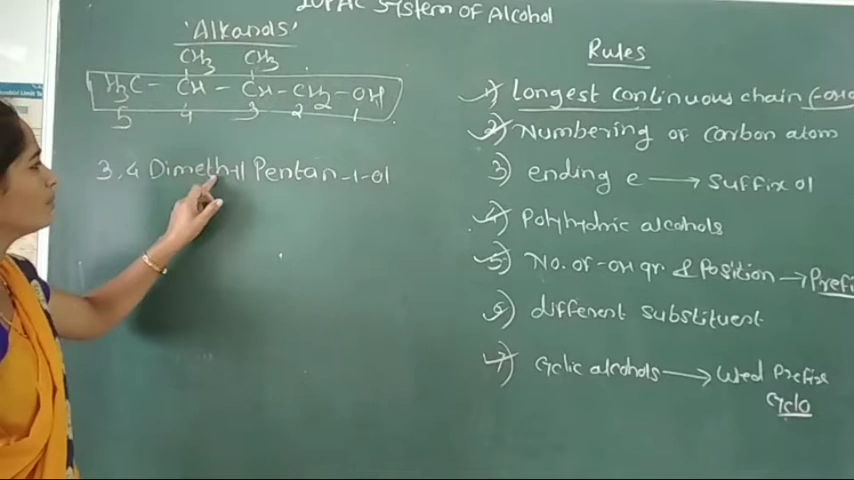 IUPAC System of Alcohol
'Alkanols'
CH3 CH3
H3C - CH - CH - CH2 - OH
5 4 3 2 1
3,4 Dimethyl Pentan-1-ol
Rules
1) Longest continuous chain (-OH
2) Numbering of carbon atom
3) ending e → suffix ol
4) Polyhydric alcohols
5) No. of -OH gr. & Position → Prefi
6) different substituent
7) cyclic alcohols → Used Prefix
cyclo